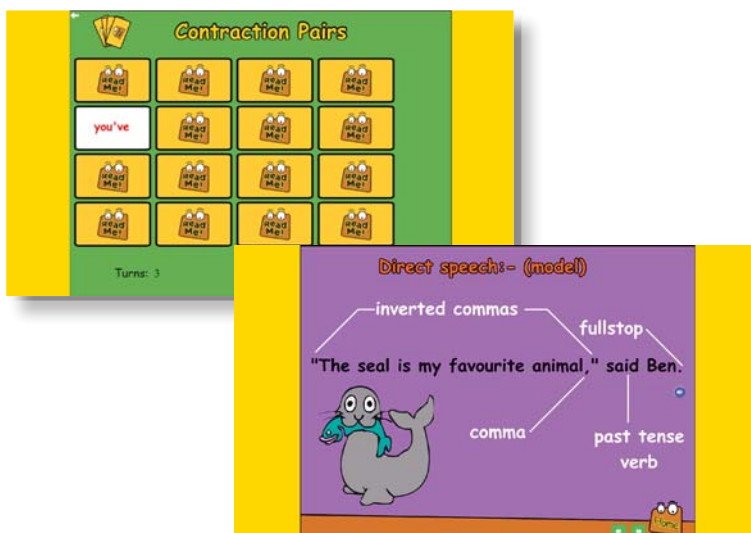 Contraction Pairs
Read Me! Read Me! Read Me! Read Me!
you've Read Me! Read Me! Read Me!
Read Me! Read Me! Read Me! Read Me!
Read Me! Read Me! Read Me! Read Me!
Turns: 3
Direct speech:- (model)
inverted commas
fullstop
"The seal is my favourite animal," said Ben.
comma
past tense
verb
Home